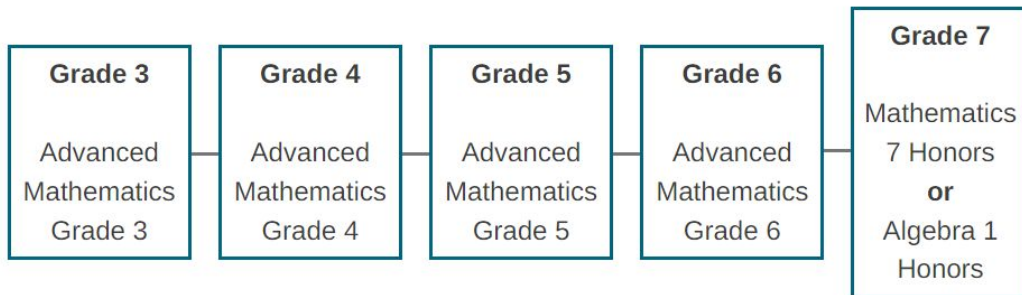 Grade 3
Advanced
Mathematics
Grade 3
Grade 4
Advanced
Mathematics
Grade 4
Grade 5
Advanced
Mathematics
Grade 5
Grade 6
Advanced
Mathematics
Grade 6
Grade 7
Mathematics
7 Honors
or
Algebra 1
Honors